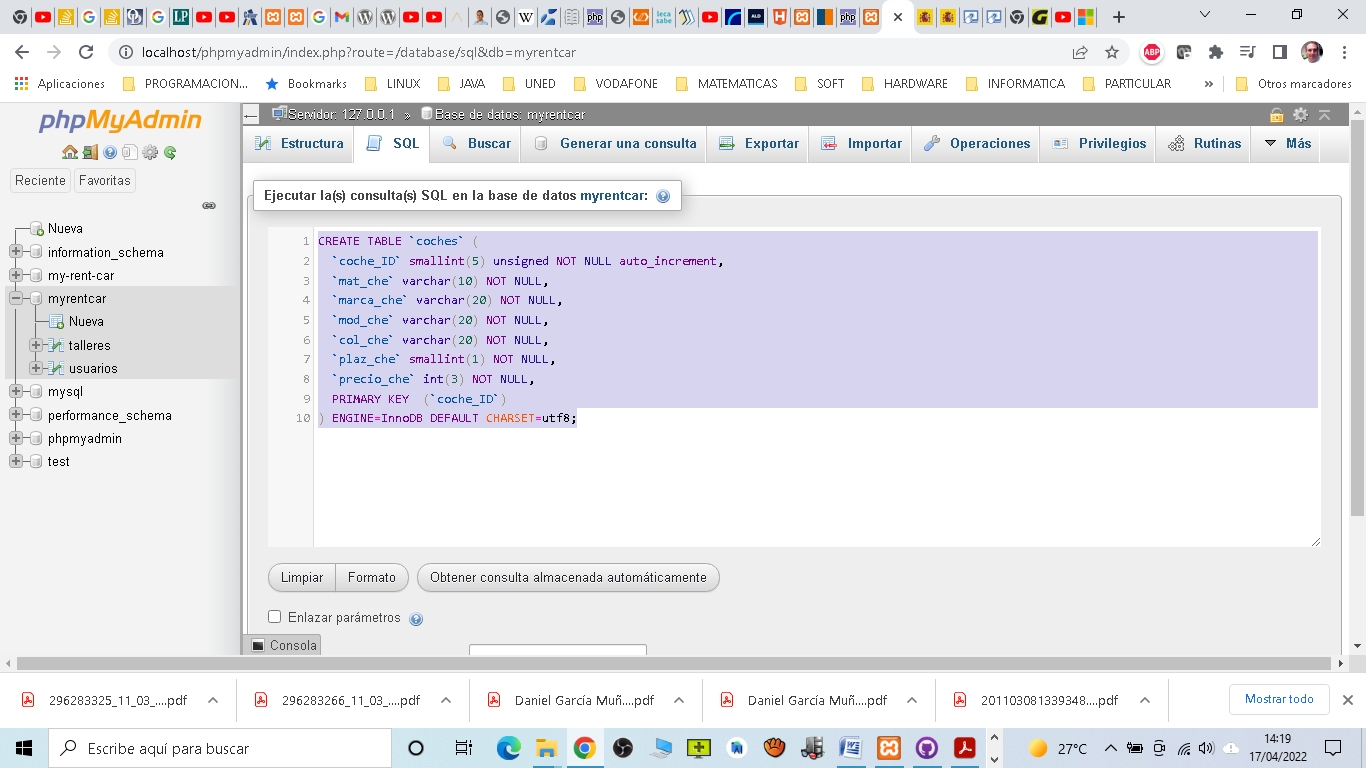 localhost/phpmyadmin/index.php?route=/database/sql&db=myrentcar
Aplicaciones PROGRAMACION... Bookmarks LINUX JAVA UNED VODAFONE MATEMATICAS SOFT HARDWARE INFORMATICA PARTICULAR » Otros marcadores
phpMyAdmin
Reciente Favoritas
Nueva
information_schema
my-rent-car
myrentcar
Nueva
talleres
usuarios
mysql
performance_schema
phpmyadmin
test
Servidor: 127.0.0.1 » Base de datos: myrentcar
Estructura SQL Buscar Generar una consulta Exportar Importar Operaciones Privilegios Rutinas Más
Ejecutar la(s) consulta(s) SQL en la base de datos myrentcar:
1 CREATE TABLE `coches` (
2 `coche_ID` smallint(5) unsigned NOT NULL auto_increment,
3 `mat_che` varchar(10) NOT NULL,
4 `marca_che` varchar(20) NOT NULL,
5 `mod_che` varchar(20) NOT NULL,
6 `col_che` varchar(20) NOT NULL,
7 `plaz_che` smallint(1) NOT NULL,
8 `precio_che` int(3) NOT NULL,
9 PRIMARY KEY (`coche_ID`)
10 ) ENGINE=InnoDB DEFAULT CHARSET=utf8;
Limpiar Formato Obtener consulta almacenada automáticamente
Enlazar parámetros
Consola
296283325_11_03_....pdf 296283266_11_03_....pdf Daniel García Muñ....pdf Daniel García Muñ....pdf 201103081339348....pdf Mostrar todo
Escribe aquí para buscar
27°C
14:19
17/04/2022